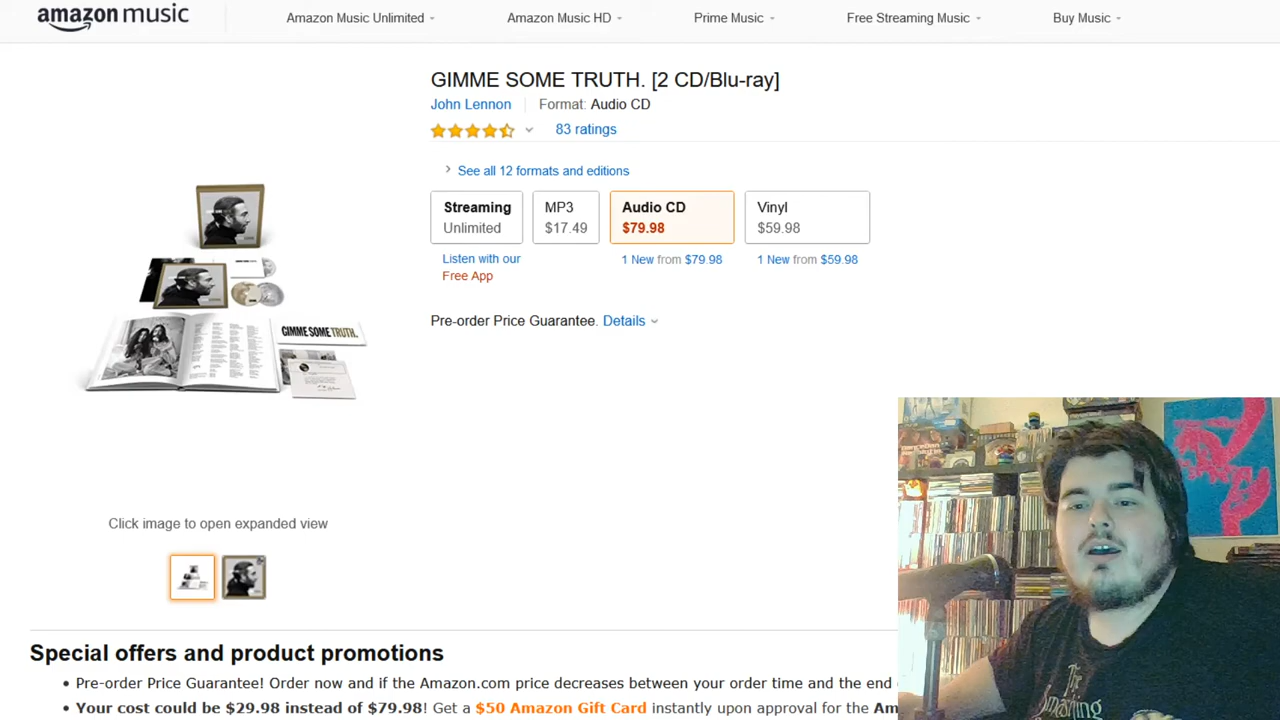 amazon music
Amazon Music Unlimited
Amazon Music HD
Prime Music
Free Streaming Music
Buy Music
GIMME SOME TRUTH. [2 CD/Blu-ray]
John Lennon Format: Audio CD
83 ratings
See all 12 formats and editions
Streaming
Unlimited
Listen with our
Free App
MP3
$17.49
Audio CD
$79.98
1 New from $79.98
Vinyl
$59.98
1 New from $59.98
Pre-order Price Guarantee. Details
GIMME SOME TRUTH.
Click image to open expanded view
Special offers and product promotions
Pre-order Price Guarantee! Order now and if the Amazon.com price decreases between your order time and the end
Your cost could be $29.98 instead of $79.98! Get a $50 Amazon Gift Card instantly upon approval for the Am
The
Smashing